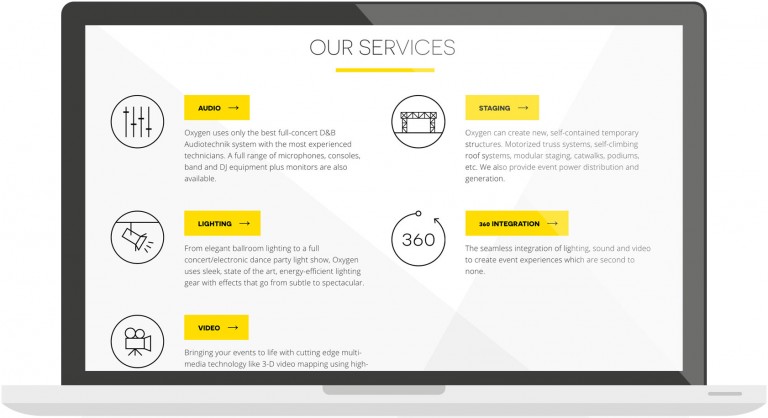 OUR SERVICES
AUDIO →
Oxygen uses only the best full-concert D&B
Audiotechnik system with the most experienced
technicians. A full range of microphones, consoles,
band and DJ equipment plus monitors are also
available.
LIGHTING →
From elegant ballroom lighting to a full
concert/electronic dance party light show, Oxygen
uses sleek, state of the art, energy-efficient lighting
gear with effects that go from subtle to spectacular.
VIDEO →
Bringing your events to life with cutting edge multi-
media technology like 3-D video mapping using high-
STAGING →
Oxygen can create new, self-contained temporary
structures. Motorized truss systems, self-climbing
roof systems, modular staging, catwalks, podiums,
etc. We also provide event power distribution and
generation.
360
360 INTEGRATION →
The seamless integration of lighting, sound and video
to create event experiences which are second to
none.